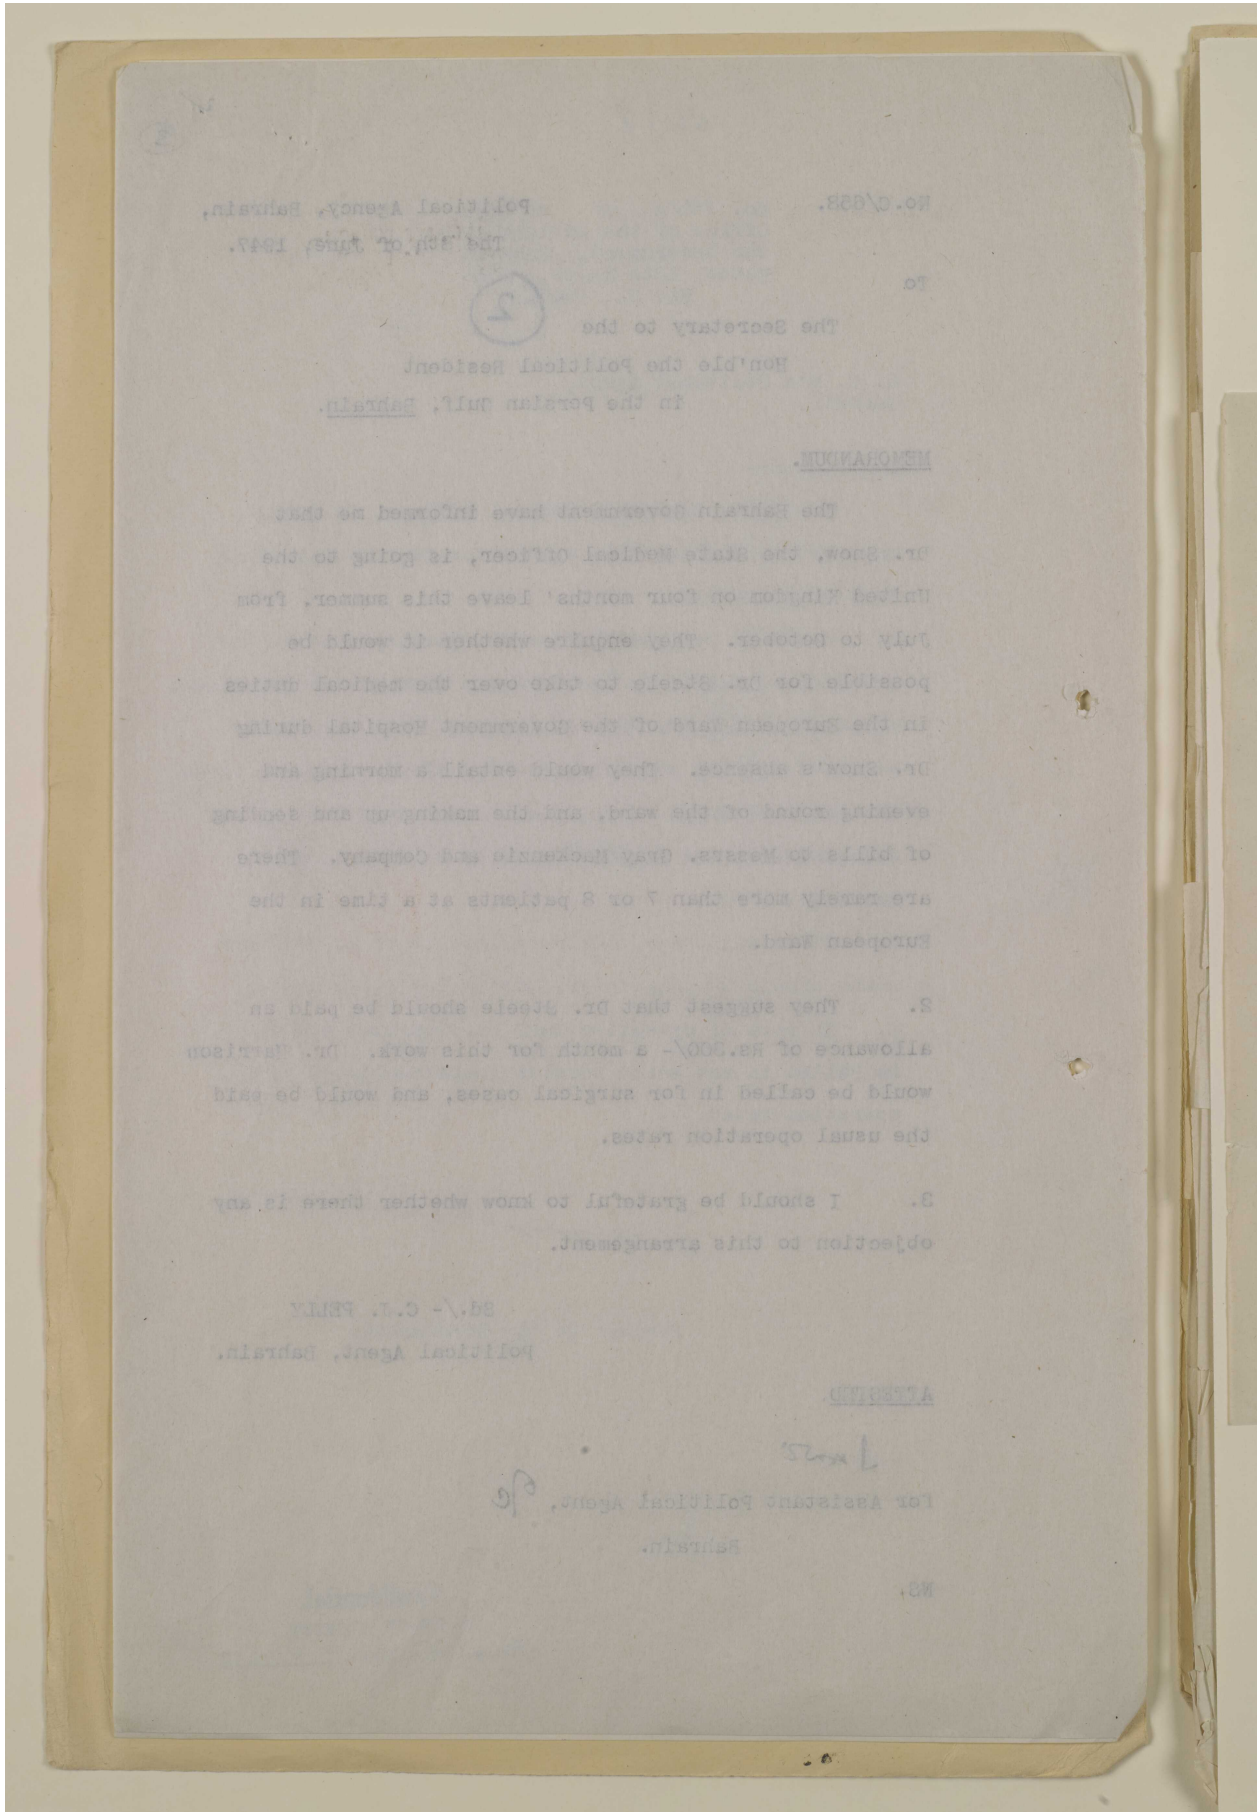 No.C/658.
Political Agency, Bahrain,
The 8th of June, 1947.
To
The Secretary to the
2
Hon'ble the Political Resident
in the Persian Gulf, Bahrain.
MEMORANDUM.
The Bahrain Government have informed me that
Dr. Snow, the State Medical Officer, is going to the
United Kingdom on four months' leave this summer, from
July to October. They enquire whether it would be
possible for Dr. Steele to take over the medical duties
in the European Ward of the Government Hospital during
Dr. Snow's absence. They would entail a morning and
evening round of the ward, and the making up and sending
of bills to Messrs. Gray Mackenzie and Company. There
are rarely more than 7 or 8 patients at a time in the
European Ward.
2. They suggest that Dr. Steele should be paid an
allowance of Rs.300/- a month for this work. Dr. Harrison
would be called in for surgical cases, and would be paid
the usual operation rates.
3. I should be grateful to know whether there is any
objection to this arrangement.
Sd./- C.J. PELLY
Political Agent, Bahrain.
ATTESTED
For Assistant Political Agent,
Bahrain.
NS.